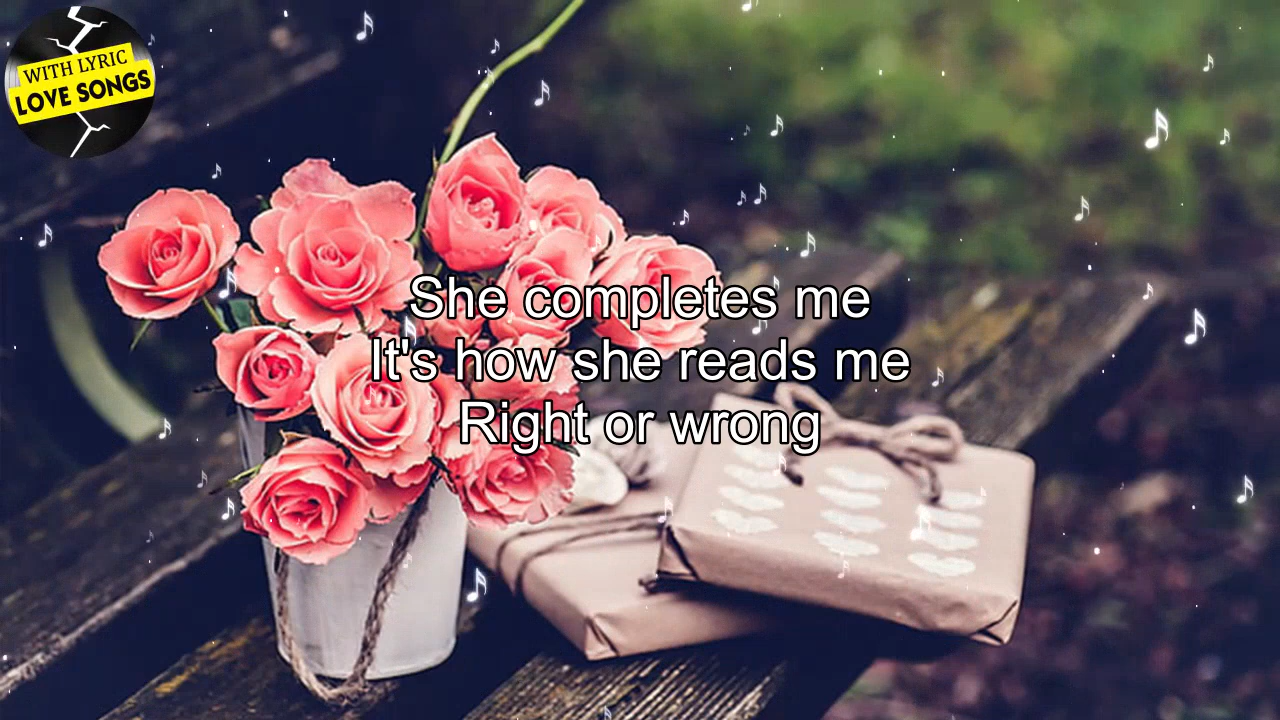 WITH LYRIC
LOVE SONGS
She completes me
It's how she reads me
Right or wrong